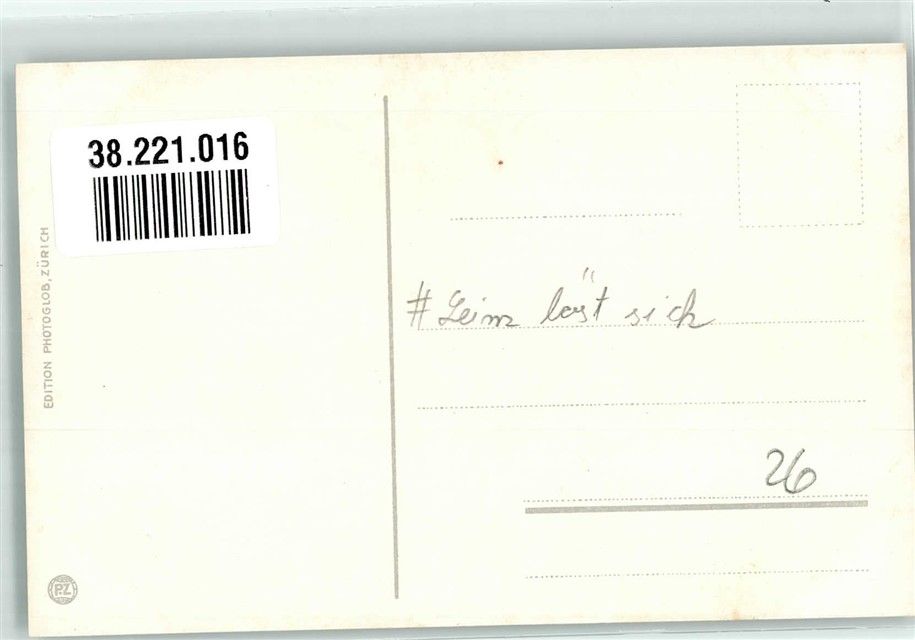 38.221.016
EDITION PHOTOGLOB, ZÜRICH
# Leim löst sich
26
P.Z